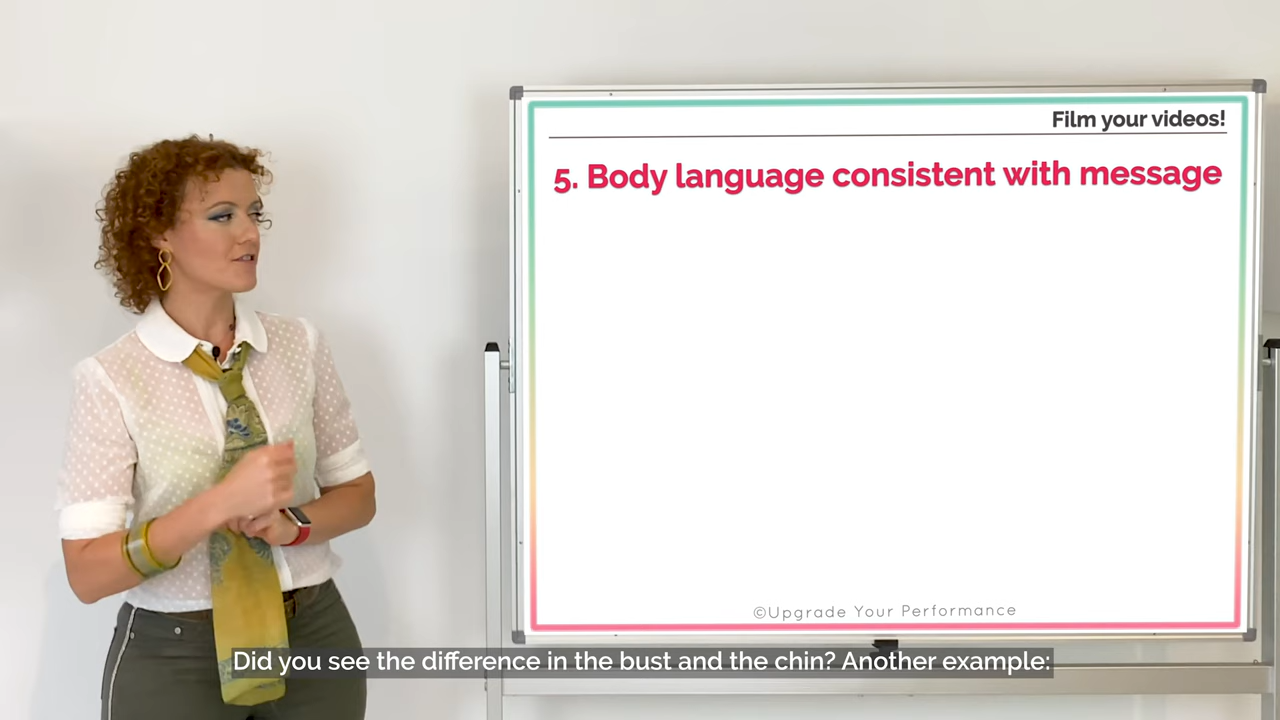 Film your videos!
5. Body language consistent with message
©Upgrade Your Performance
Did you see the difference in the bust and the chin? Another example: